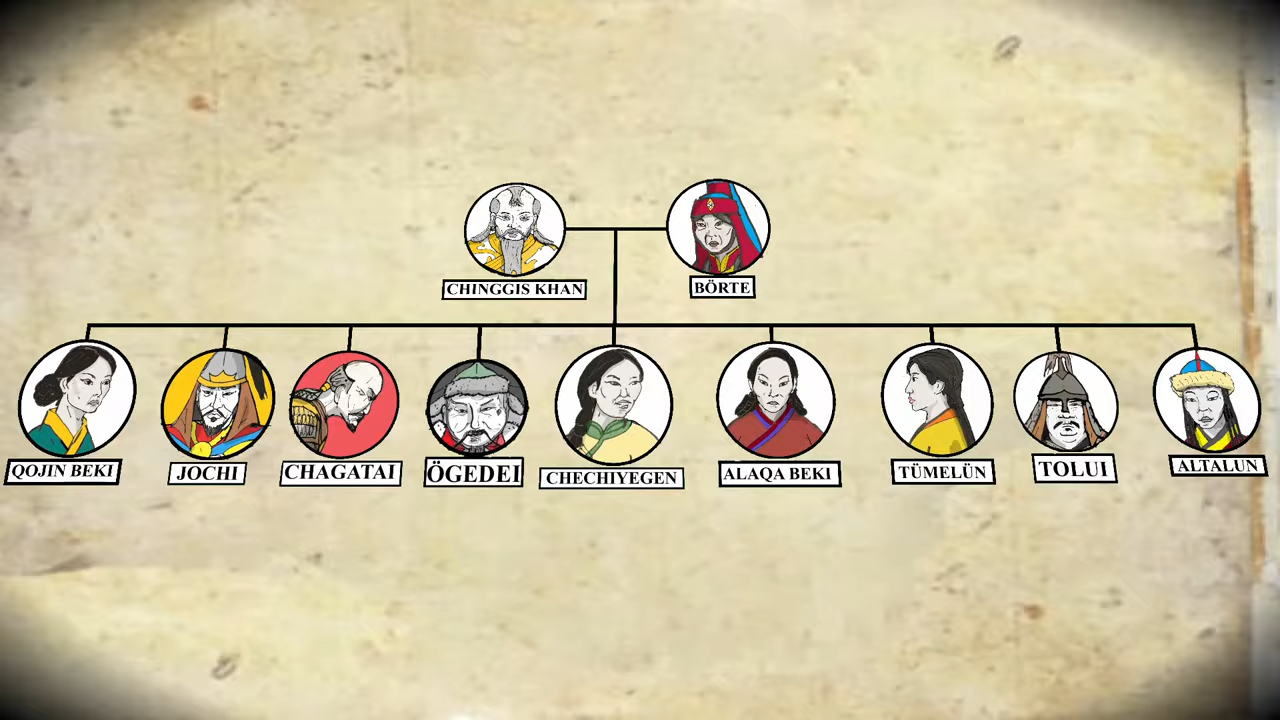 CHINGGIS KHAN
BÖRTE
QOJIN BEKI
JOCHI
CHAGATAI
ÖGEDEI
CHECHIYEGEN
ALAQA BEKI
TÜMELÜN
TOLUI
ALTALUN